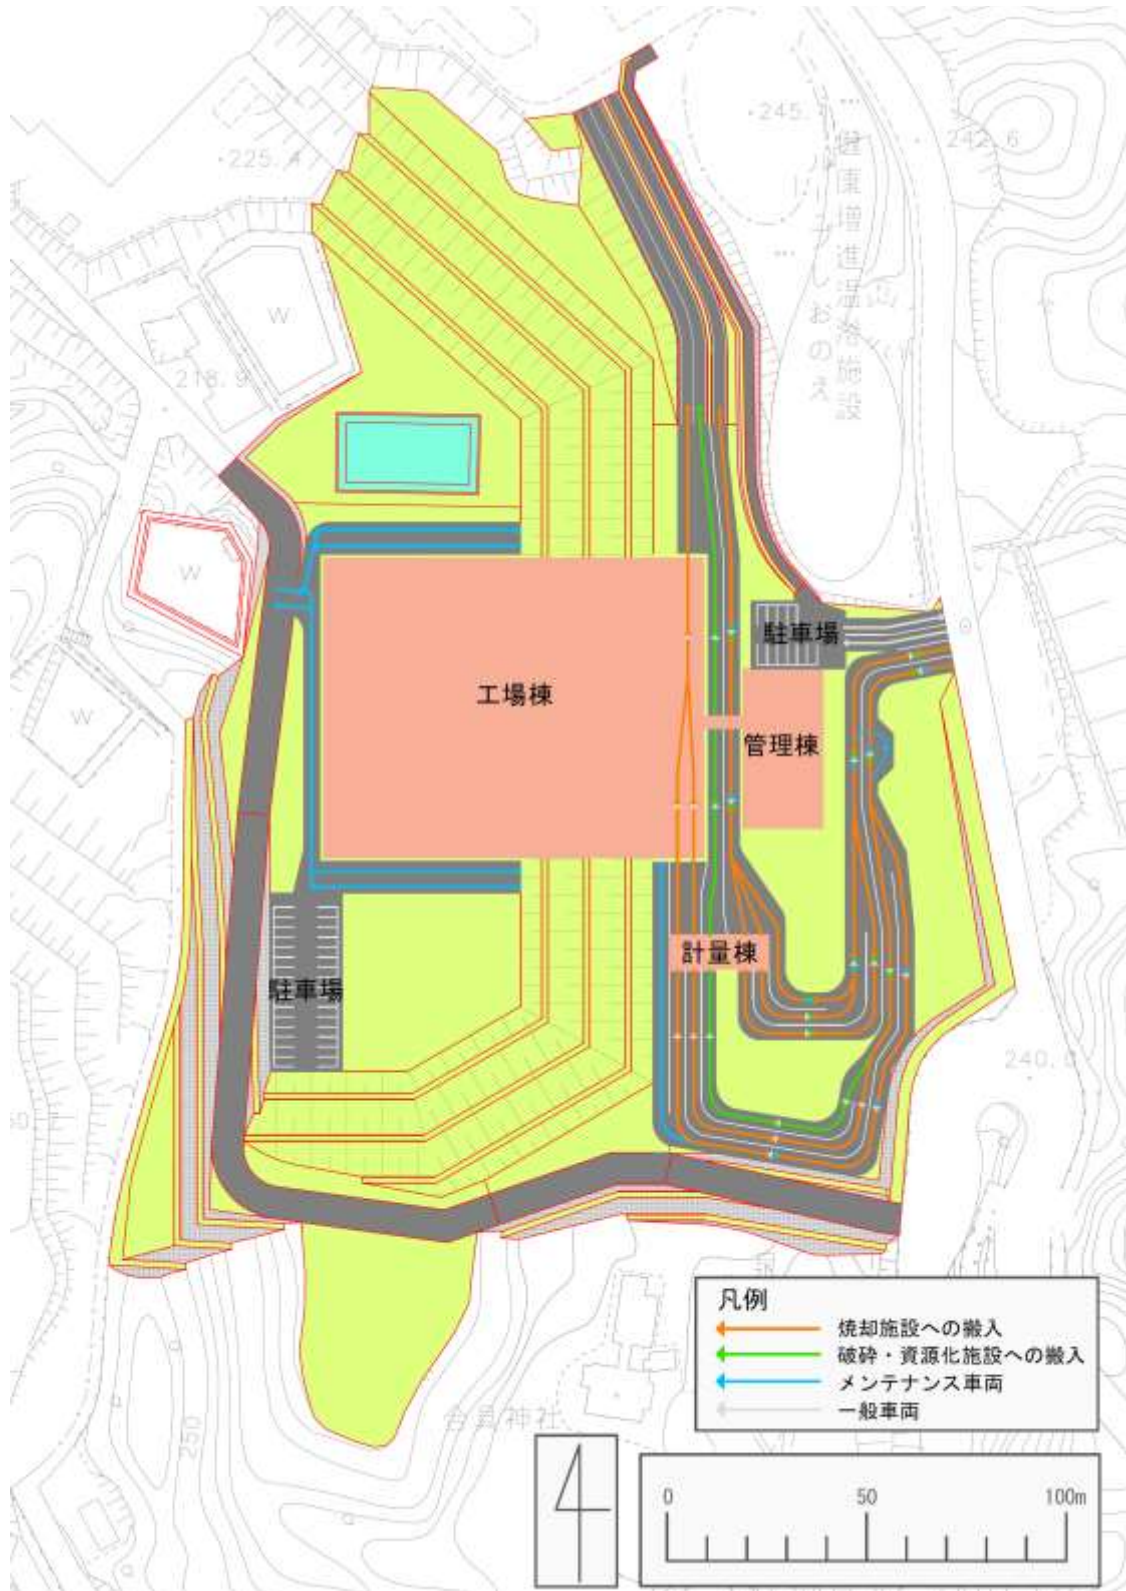 245.
242.6
225.4
健康増進温浴施設
しおのえ
W
218.9
W
駐車場
工場棟
W
管理棟
計量棟
駐車場
240.0
凡例
焼却施設への搬入
破砕・資源化施設への搬入
メンテナンス車両
一般車両
250
0 50 100m